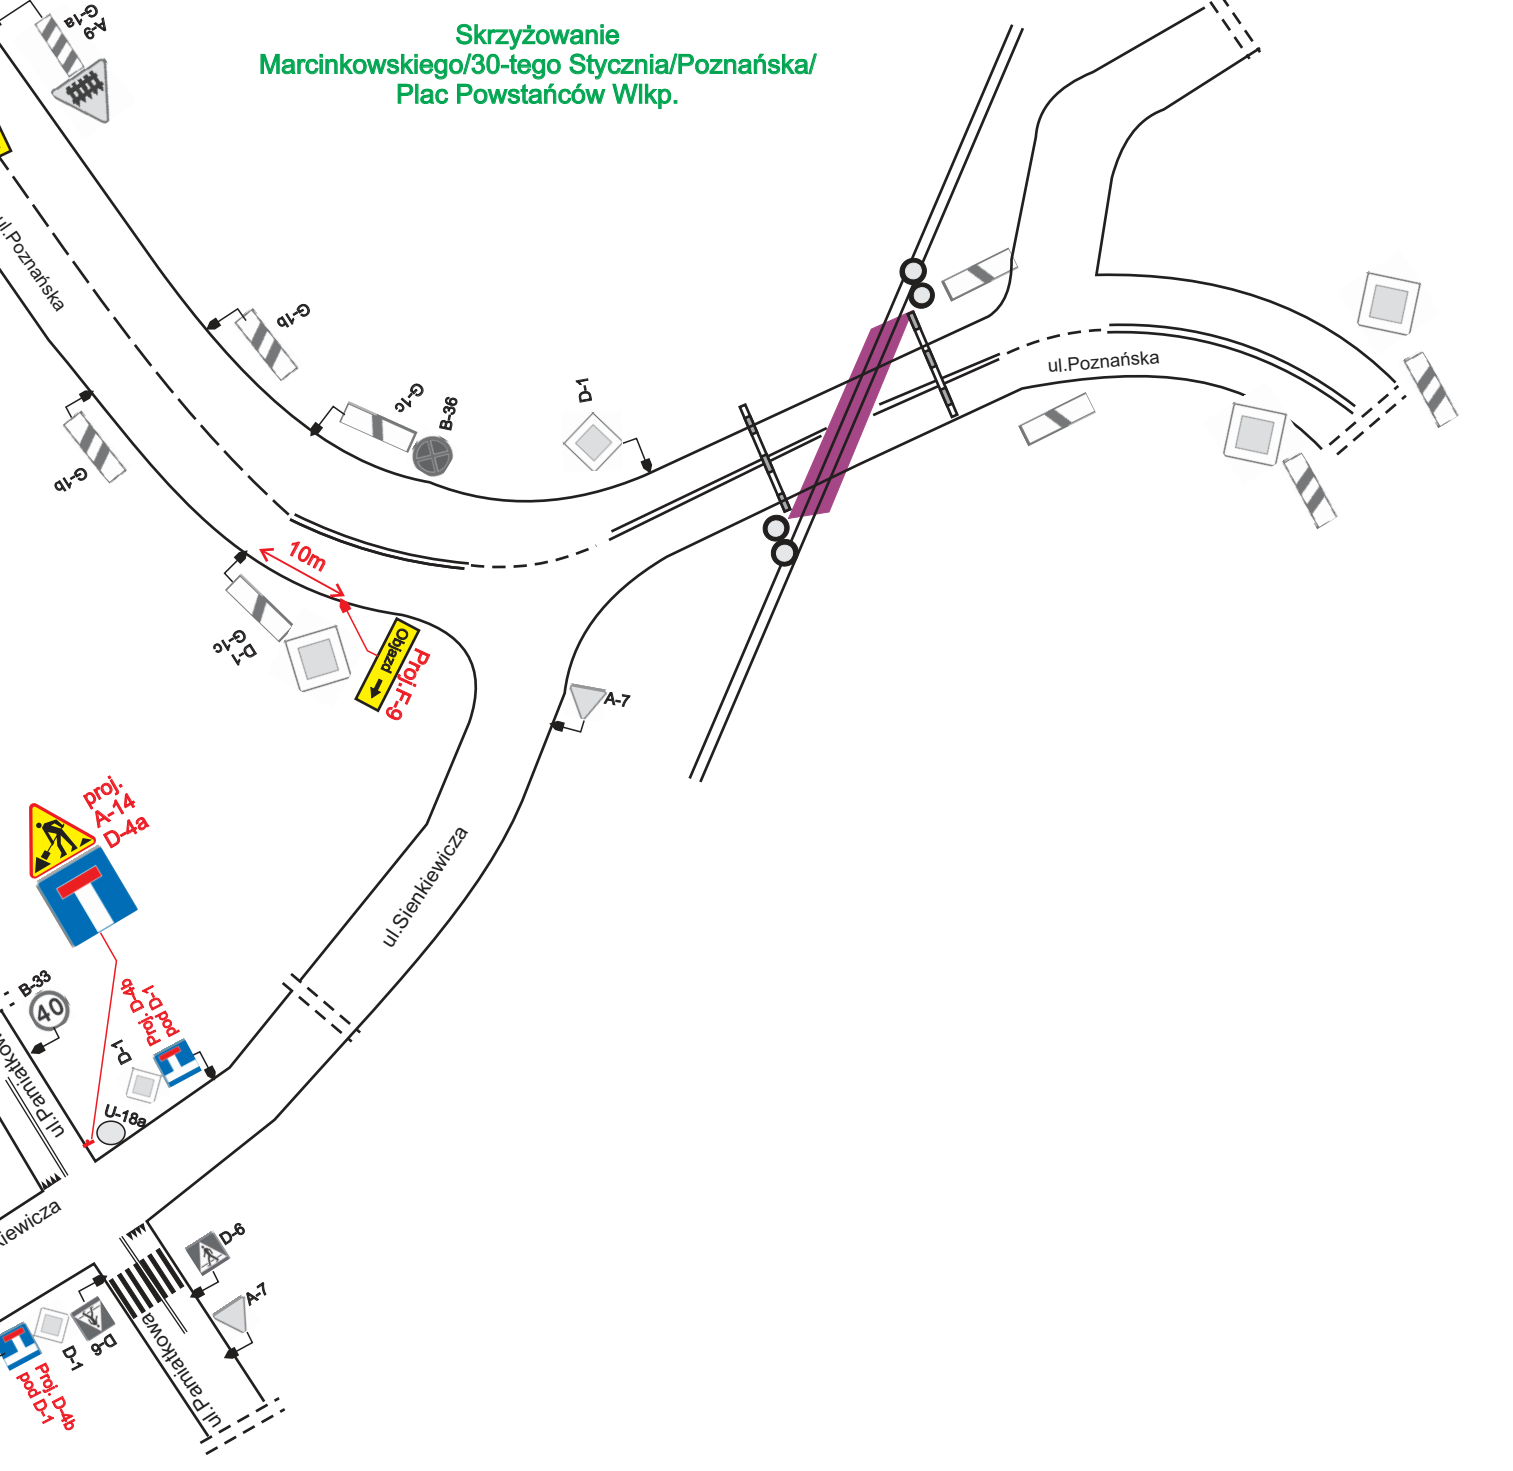 Skrzyżowanie
Marcinkowskiego/30-tego Stycznia/Poznańska/
Plac Powstańców Wlkp.
A-9
G-1a
ul.Poznańska
G-1b
G-1b
G-1c
B-36
D-1
ul.Poznańska
10m
D-1
G-1c
Objazd
Proj.F-9
A-7
proj.
A-14
D-4a
ul.Sienkiewicza
B-33
40
Proj. D-4b
pod D-1
D-1
U-18a
ul.Pamiątkow
kiewicza
D-6
A-7
D-6
D-1
Proj. D-4b
pod D-1
ul.Pamiątkowa